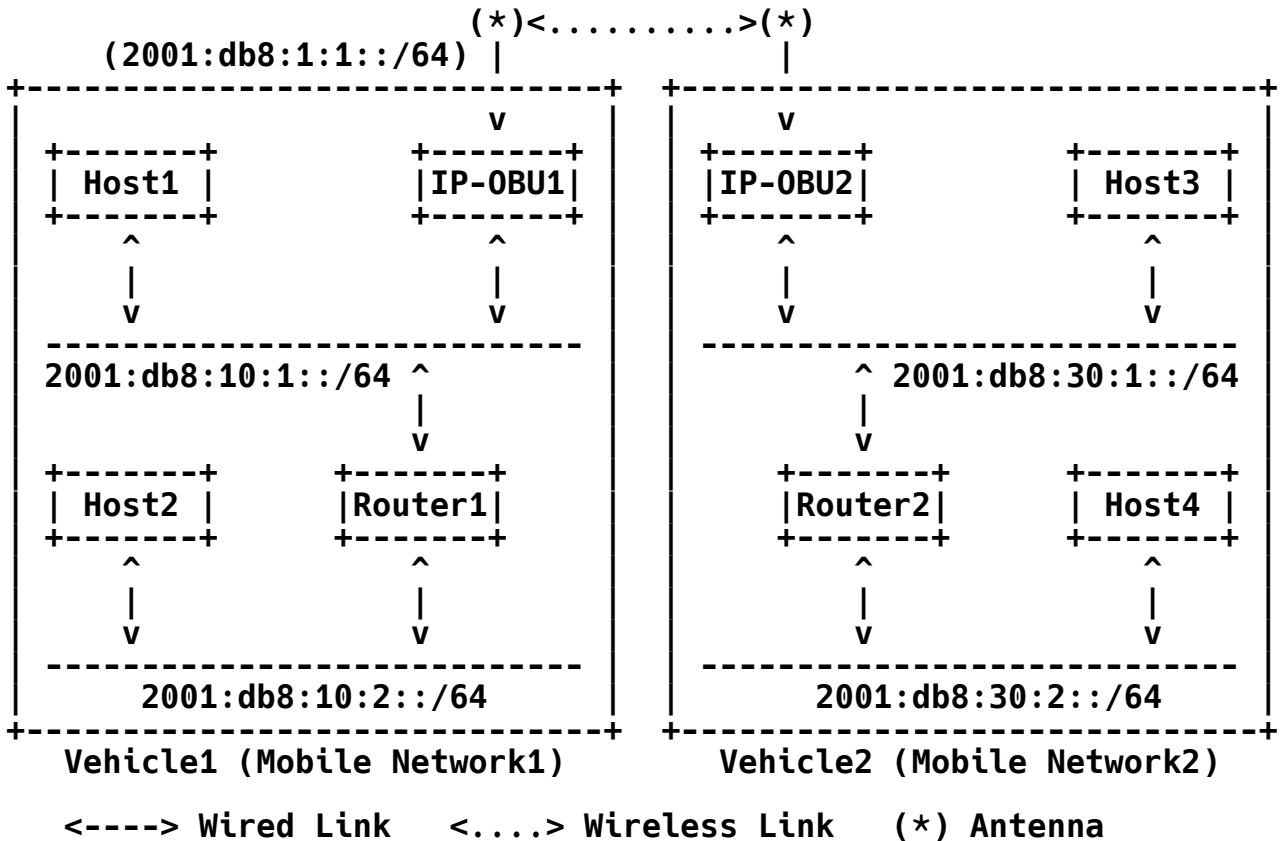 (*)<..........>(*)
(2001:db8:1:1::/64) | |
+------------------------------+ +------------------------------+
| v | | v |
| +-------+ +-------+ | | +-------+ +-------+ |
| | Host1 | |IP-OBU1| | | |IP-OBU2| | Host3 | |
| +-------+ +-------+ | | +-------+ +-------+ |
| ^ ^ | | ^ ^ |
| | | | | | | |
| v v | | v v |
| ---------------------------- | | ---------------------------- |
| 2001:db8:10:1::/64 ^ | | ^ 2001:db8:30:1::/64 |
| | | | | |
| v | | v |
| +-------+ +-------+ | | +-------+ +-------+ |
| | Host2 | |Router1| | | |Router2| | Host4 | |
| +-------+ +-------+ | | +-------+ +-------+ |
| ^ ^ | | ^ ^ |
| | | | | | | |
| v v | | v v |
| ---------------------------- | | ---------------------------- |
| 2001:db8:10:2::/64 | | 2001:db8:30:2::/64 |
+------------------------------+ +------------------------------+
Vehicle1 (Mobile Network1) Vehicle2 (Mobile Network2)
<----> Wired Link <....> Wireless Link (*) Antenna